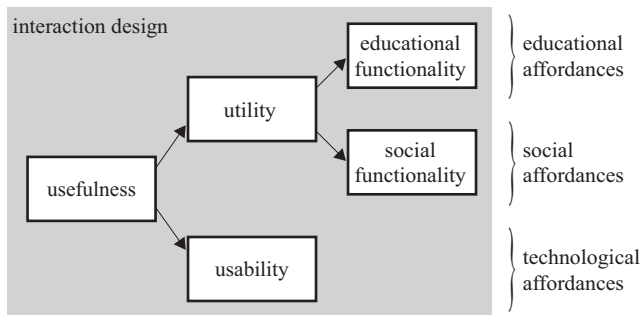 interaction design
educational
functionality
educational
affordances
utility
social
functionality
social
affordances
usefulness
usability
technological
affordances